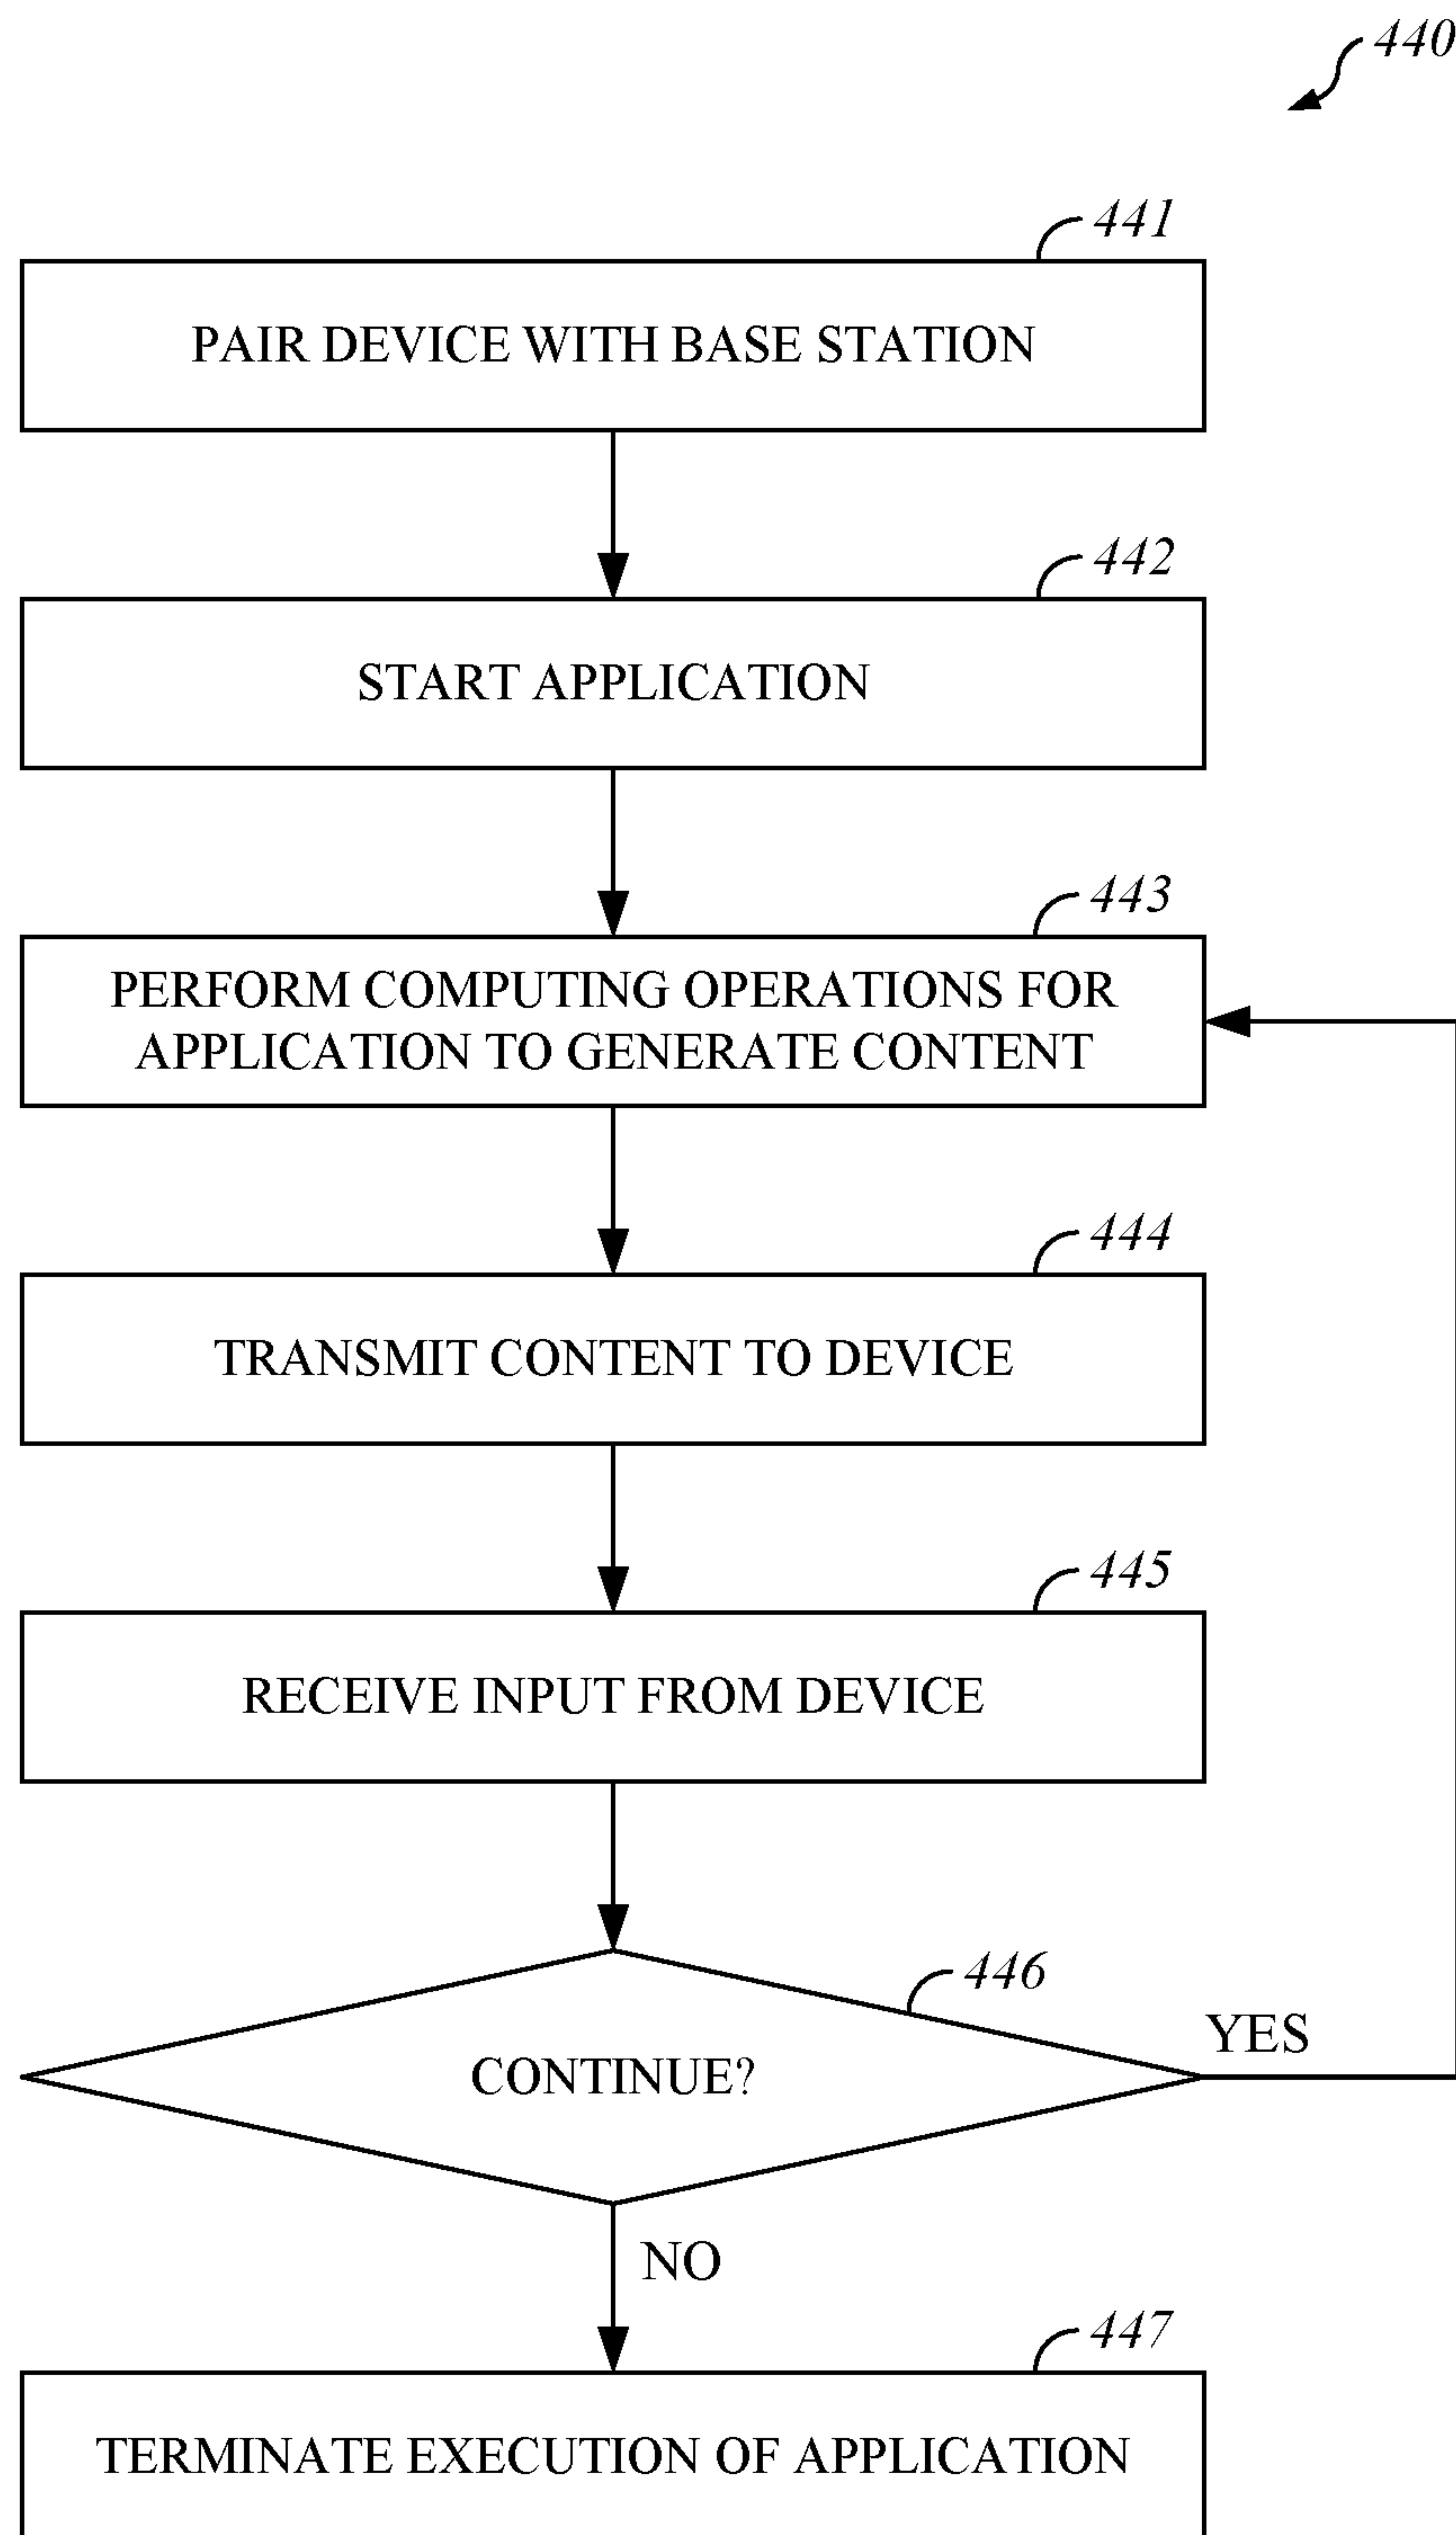 440
441
PAIR DEVICE WITH BASE STATION
442
START APPLICATION
443
PERFORM COMPUTING OPERATIONS FOR
APPLICATION TO GENERATE CONTENT
444
TRANSMIT CONTENT TO DEVICE
445
RECEIVE INPUT FROM DEVICE
446
CONTINUE?
YES
NO
447
TERMINATE EXECUTION OF APPLICATION